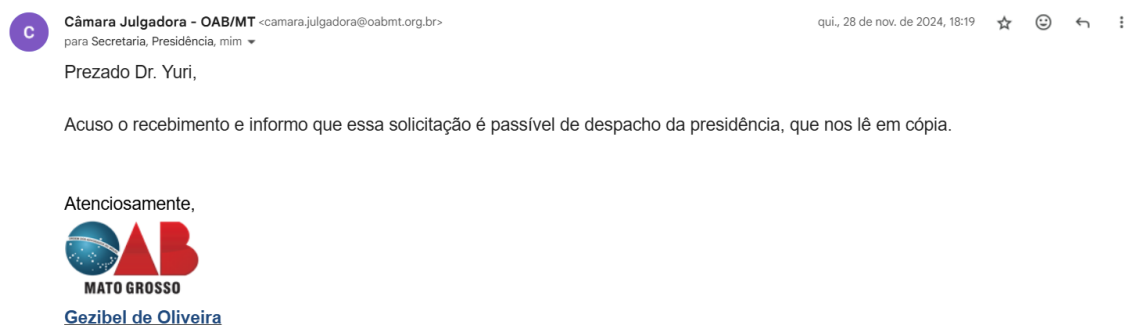 C
Câmara Julgadora - OAB/MT <camara.julgadora@oabmt.org.br>
qui., 28 de nov. de 2024, 18:19
para Secretaria, Presidência, mim
Prezado Dr. Yuri,
Acuso o recebimento e informo que essa solicitação é passível de despacho da presidência, que nos lê em cópia.
Atenciosamente,
OAB
MATO GROSSO
Gezibel de Oliveira